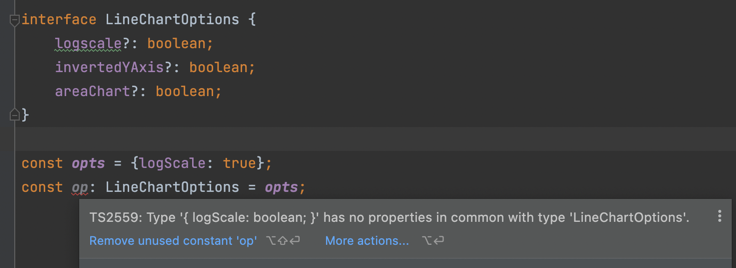 interface LineChartOptions {
logscale?: boolean;
invertedYAxis?: boolean;
areaChart?: boolean;
}
const opts = {logScale: true};
const op: LineChartOptions = opts;
TS2559: Type '{ logScale: boolean; }' has no properties in common with type 'LineChartOptions'.
Remove unused constant 'op' ⌥⇧⏎ More actions... ⌥⏎